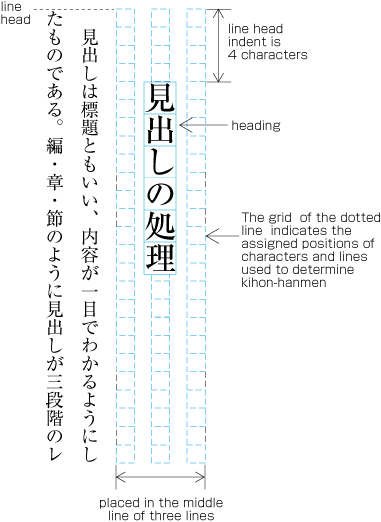 line
head
line head
indent is
4 characters
見出しの処理
heading
The grid of the dotted
line indicates the
assigned positions of
characters and lines
used to determine
kihon-hanmen
見出しは標題ともいい、内容が一目でわかるようにし
たものである。編・章・節のように見出しが三段階のレ
placed in the middle
line of three lines